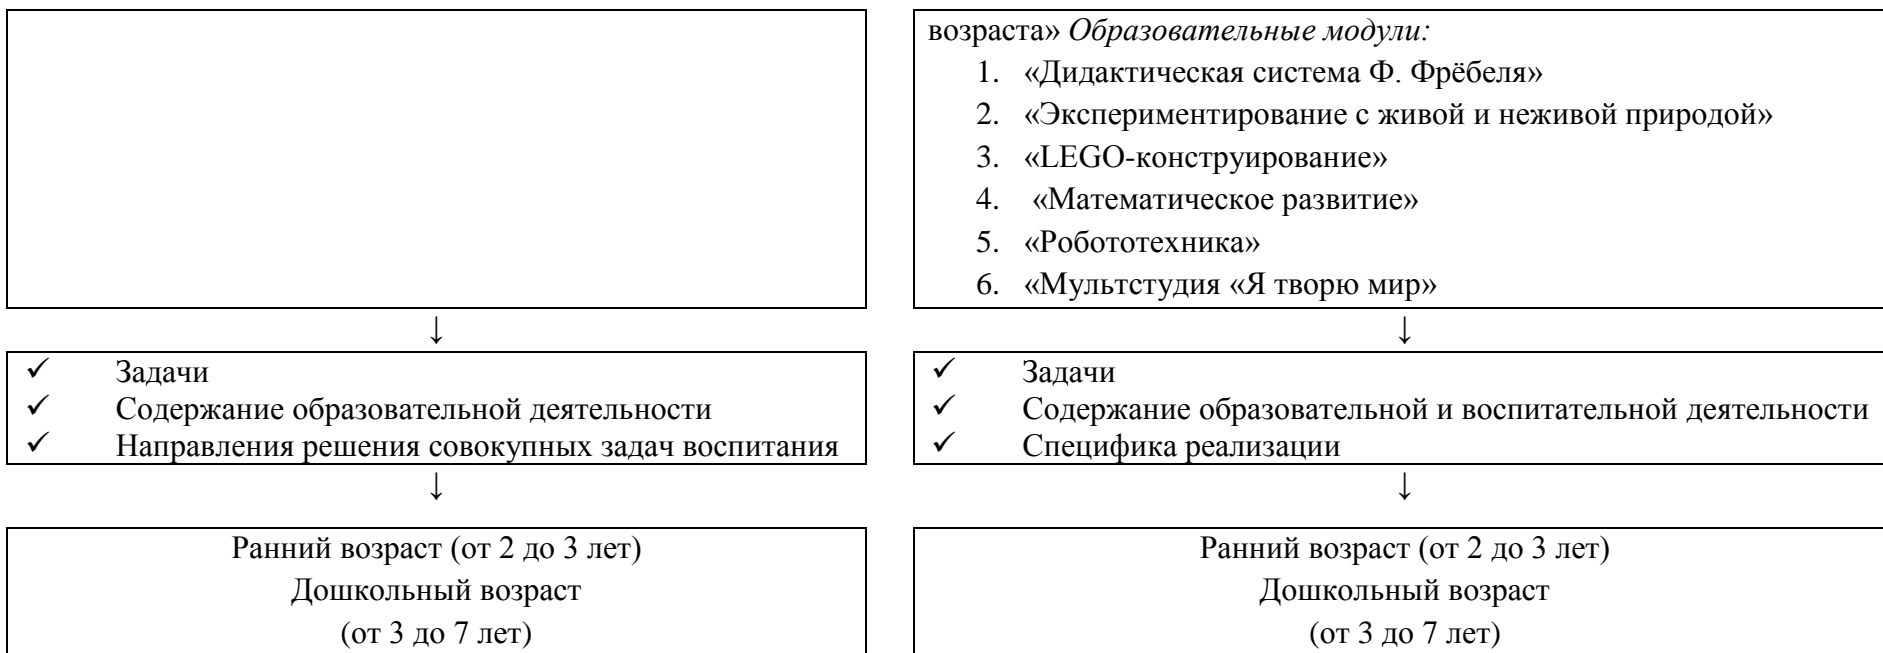 возраста» Образовательные модули:
1. «Дидактическая система Ф. Фрёбеля»
2. «Экспериментирование с живой и неживой природой»
3. «LEGO-конструирование»
4. «Математическое развитие»
5. «Робототехника»
6. «Мультстудия «Я творю мир»
↓
↓
✓ Задачи
✓ Содержание образовательной деятельности
✓ Направления решения совокупных задач воспитания
✓ Задачи
✓ Содержание образовательной и воспитательной деятельности
✓ Специфика реализации
↓
↓
Ранний возраст (от 2 до 3 лет)
Дошкольный возраст
(от 3 до 7 лет)
Ранний возраст (от 2 до 3 лет)
Дошкольный возраст
(от 3 до 7 лет)